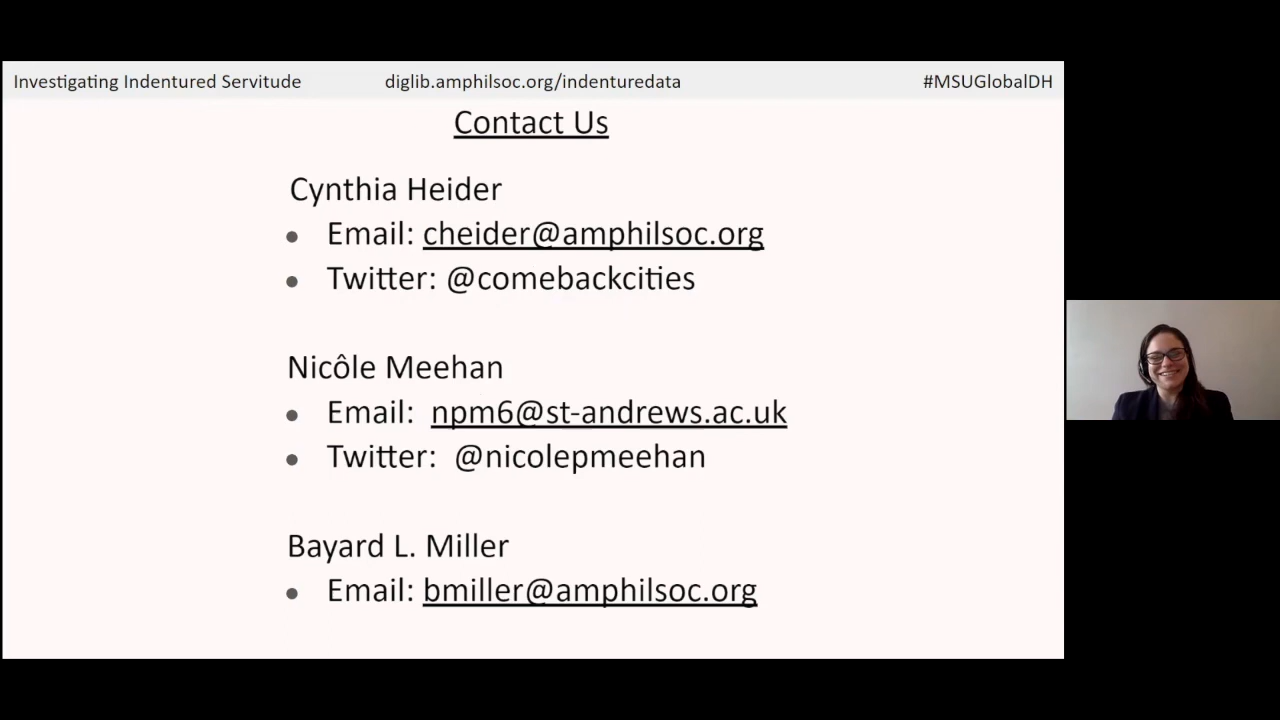 Investigating Indentured Servitude diglib.amphilsoc.org/indenturedata #MSUGlobalDH
Contact Us
Cynthia Heider
● Email: cheider@amphilsoc.org
● Twitter: @comebackcities
Nicôle Meehan
● Email: npm6@st-andrews.ac.uk
● Twitter: @nicolepmeehan
Bayard L. Miller
● Email: bmiller@amphilsoc.org